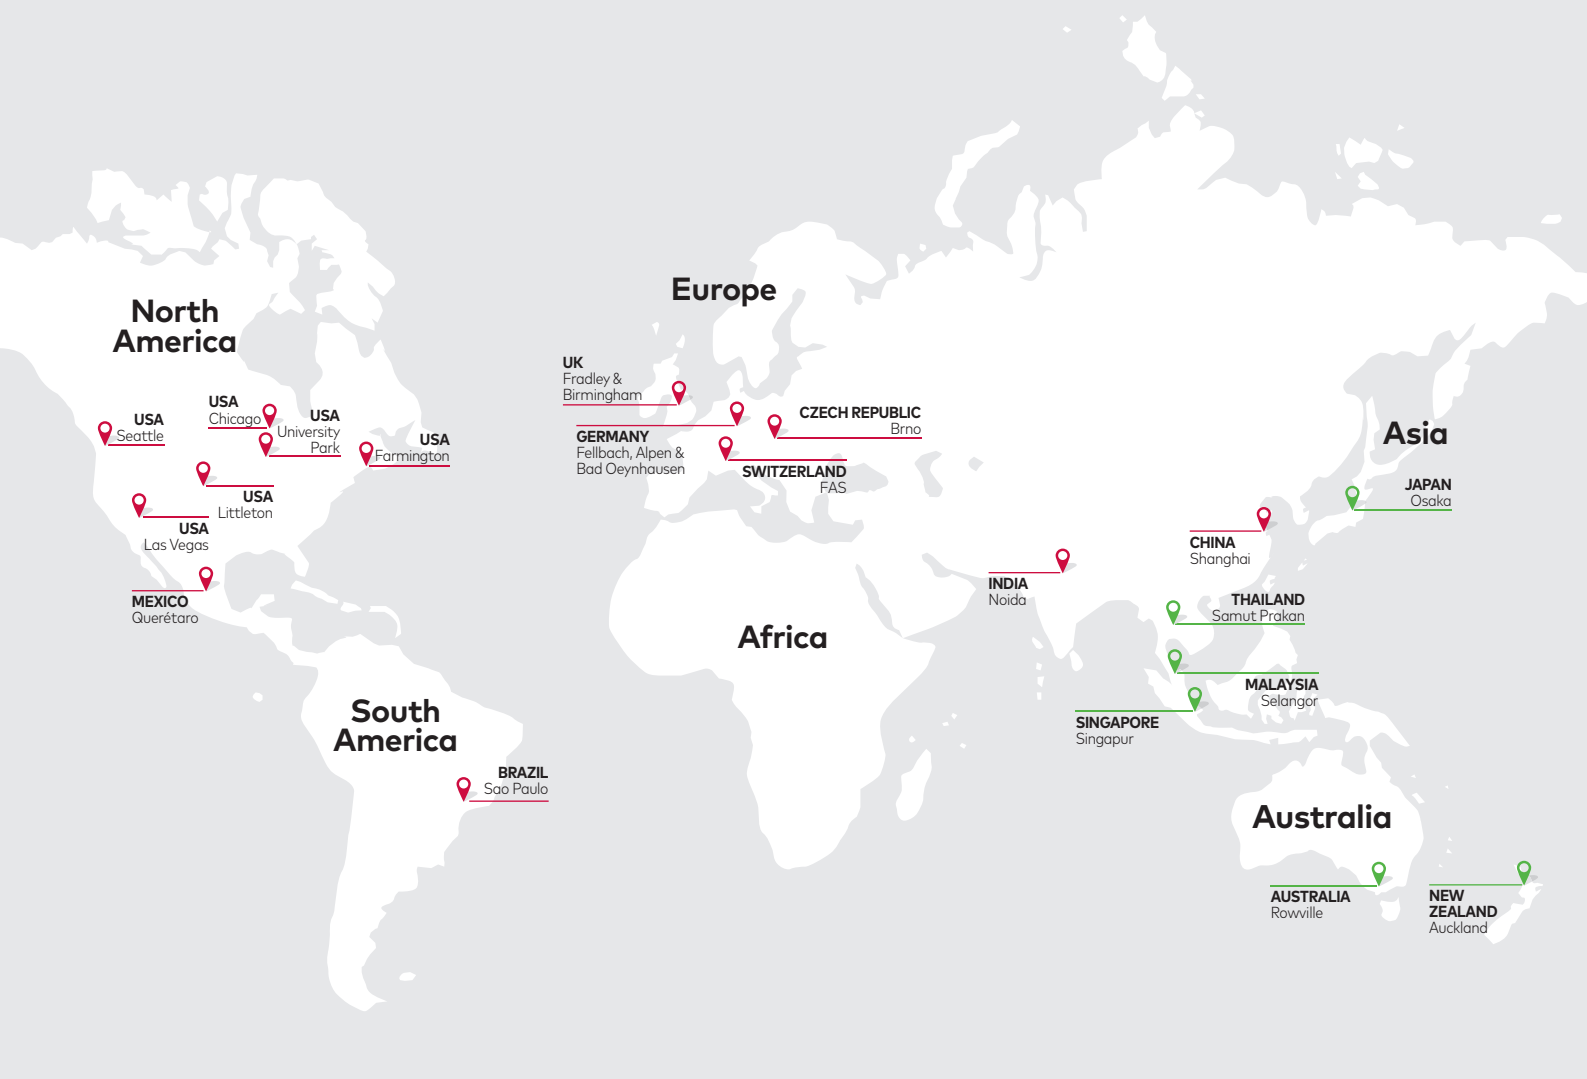 North
America
USA
Seattle
USA
Chicago
USA
University
Park
USA
Farmington
USA
Littleton
USA
Las Vegas
MEXICO
Querétaro
South
America
BRAZIL
Sao Paulo
Europe
UK
Fradley &
Birmingham
GERMANY
Fellbach, Alpen &
Bad Oeynhausen
CZECH REPUBLIC
Brno
SWITZERLAND
FAS
Africa
Asia
JAPAN
Osaka
CHINA
Shanghai
INDIA
Noida
THAILAND
Samut Prakan
MALAYSIA
Selangor
SINGAPORE
Singapur
Australia
AUSTRALIA
Rowville
NEW
ZEALAND
Auckland